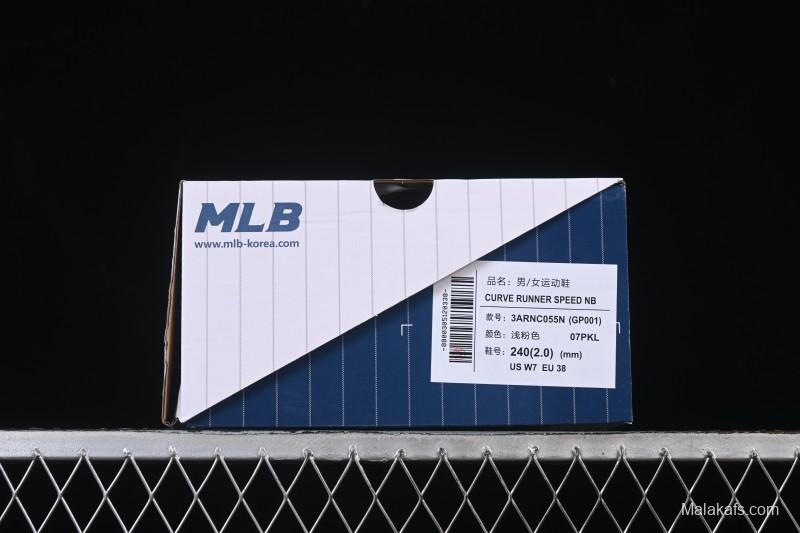 MLB
www.mlb-korea.com
品名：男/女运动鞋
CURVE RUNNER SPEED NB
款号：3ARNC055N (GP001)
颜色：浅粉色 07PKL
鞋号：240(2.0) (mm)
US W7 EU 38
Malakafs.com